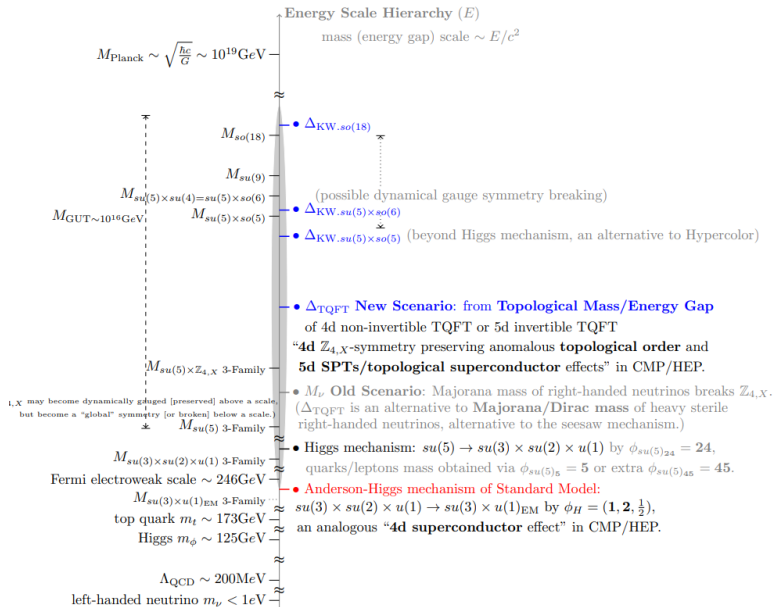 Energy Scale Hierarchy (E)
mass (energy gap) scale ∼ E/c²
M_Planck ∼ √(ħc/G) ∼ 10¹⁹GeV
≈
• Δ_KW.so(18)
M_so(18)
M_su(9)
M_su(5)×su(4)=su(5)×so(6)
(possible dynamical gauge symmetry breaking)
• Δ_KW.su(5)×so(6)
M_GUT∼10¹⁶GeV
M_su(5)×so(5)
• Δ_KW.su(5)×so(5) (beyond Higgs mechanism, an alternative to Hypercolor)
• Δ_TQFT New Scenario: from Topological Mass/Energy Gap
of 4d non-invertible TQFT or 5d invertible TQFT
“4d ℤ₄,X-symmetry preserving anomalous topological order and
5d SPTs/topological superconductor effects” in CMP/HEP.
M_su(5)×ℤ₄,X 3-Family
• M_ν Old Scenario: Majorana mass of right-handed neutrinos breaks ℤ₄,X.
(Δ_TQFT is an alternative to Majorana/Dirac mass of heavy sterile
right-handed neutrinos, alternative to the seesaw mechanism.)
4,X may become dynamically gauged [preserved] above a scale,
but become a “global” symmetry [or broken] below a scale.)
M_su(5) 3-Family
≈ ≈
• Higgs mechanism: su(5) → su(3) × su(2) × u(1) by ϕ_su(5)₂₄ = 24,
quarks/leptons mass obtained via ϕ_su(5)₅ = 5 or extra ϕ_su(5)₄₅ = 45.
M_su(3)×su(2)×u(1) 3-Family
≈ ≈
Fermi electroweak scale ∼ 246GeV
• Anderson-Higgs mechanism of Standard Model:
su(3) × su(2) × u(1) → su(3) × u(1)_EM by ϕ_H = (1, 2, ½),
an analogous “4d superconductor effect” in CMP/HEP.
M_su(3)×u(1)_EM 3-Family
≈ ≈
top quark m_t ∼ 173GeV
Higgs m_ϕ ∼ 125GeV
≈ ≈
Λ_QCD ∼ 200MeV
≈ ≈
left-handed neutrino m_ν < 1eV